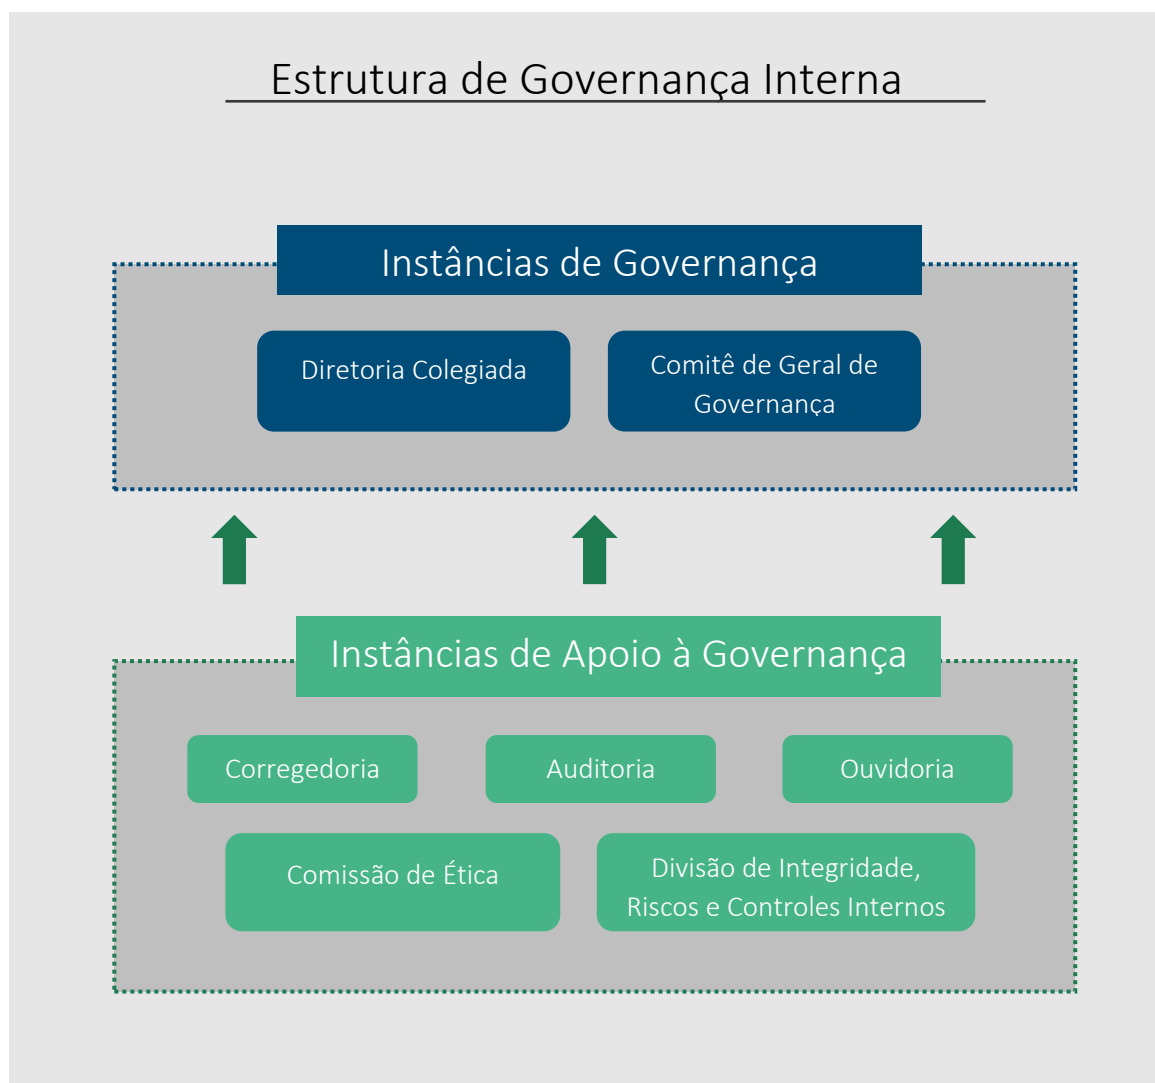 Estrutura de Governança Interna
Instâncias de Governança
Diretoria Colegiada
Comitê de Geral de
Governança
Instâncias de Apoio à Governança
Corregedoria
Auditoria
Ouvidoria
Comissão de Ética
Divisão de Integridade,
Riscos e Controles Internos